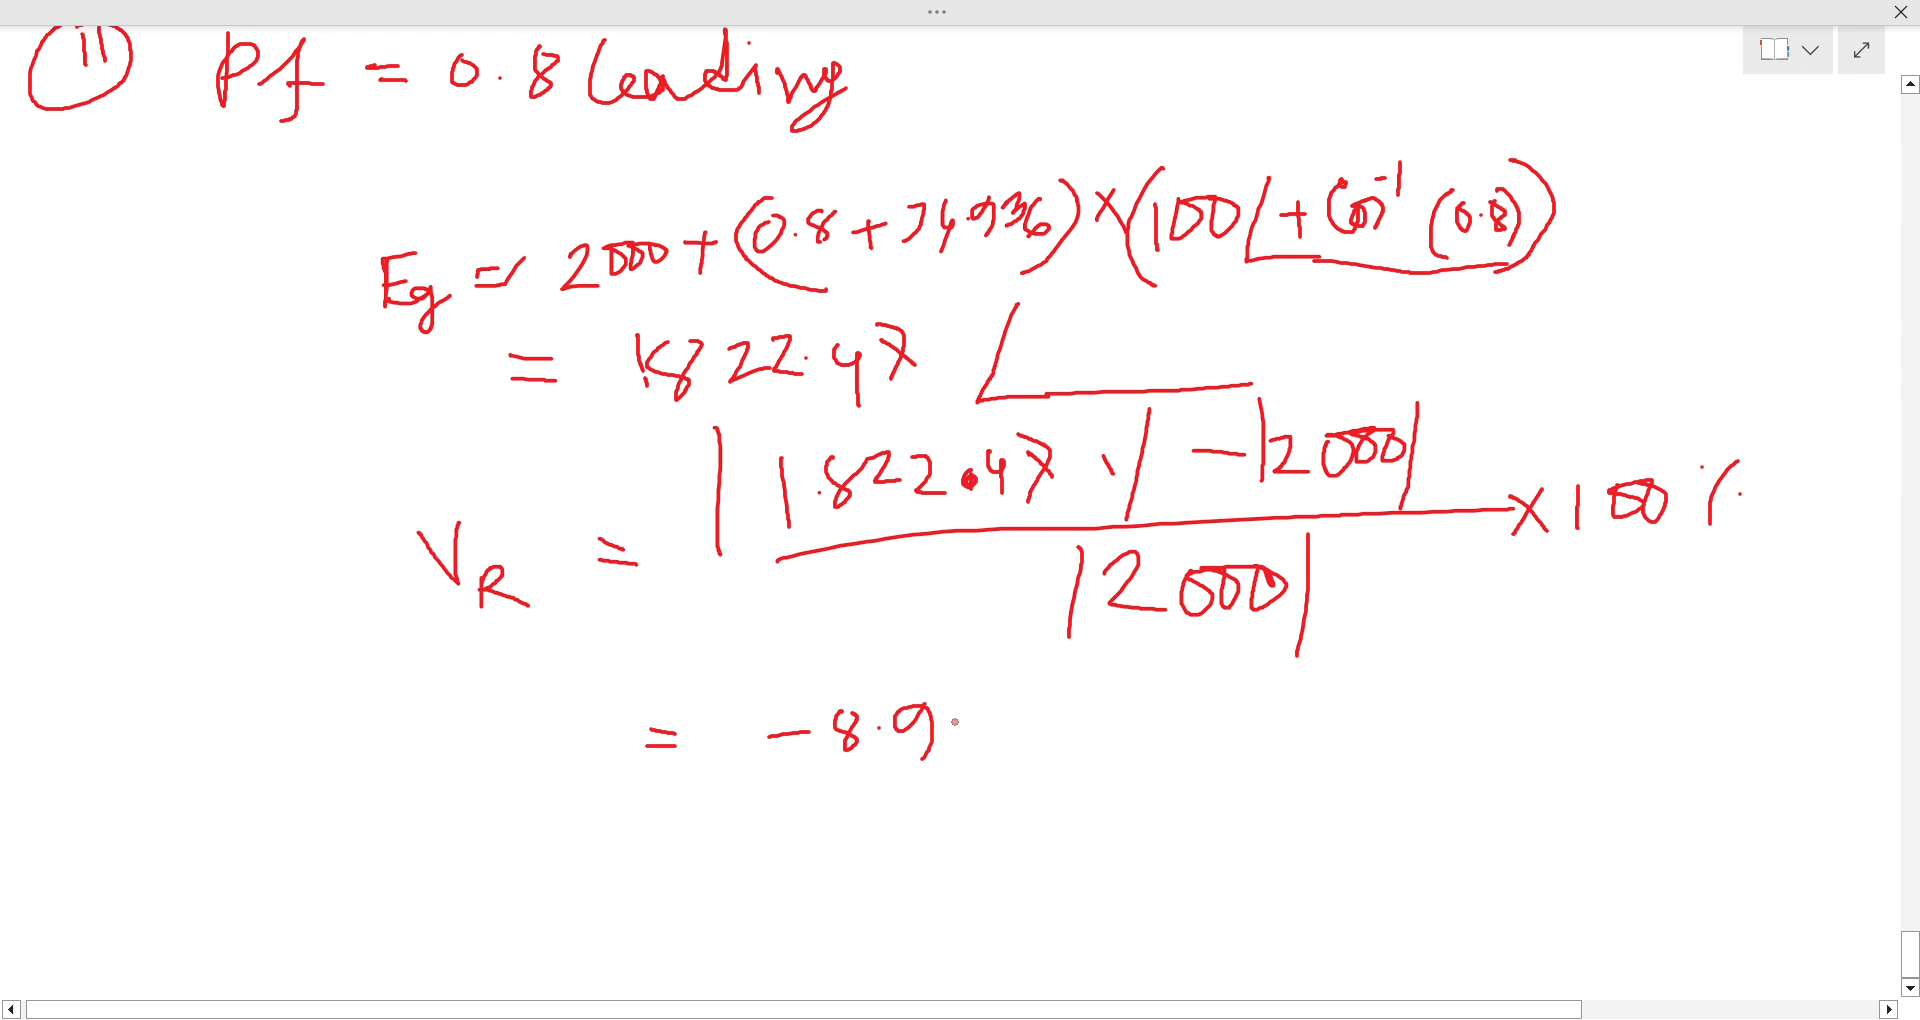 ii Pf = 0.8 leading
Eg = 2000 + (0.8 + j4.936) × (100∠+cos⁻¹(0.8))
= 1822.47∠
VR = |1822.47| - |2000| / |2000| × 100 %
= - 8.9